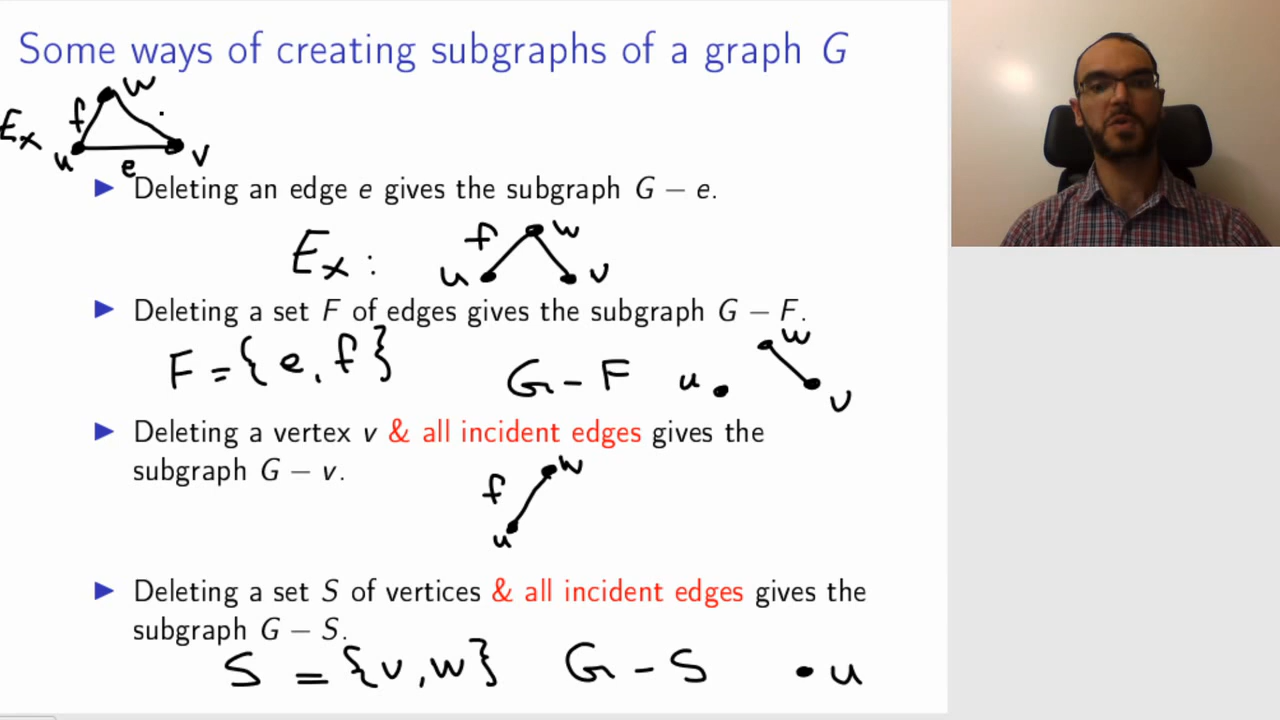 Some ways of creating subgraphs of a graph G
w
f
Ex
u
e
v
▶ Deleting an edge e gives the subgraph G − e.
Ex:
f
w
u
v
▶ Deleting a set F of edges gives the subgraph G − F.
F = {e, f}
G − F
u
w
v
▶ Deleting a vertex v & all incident edges gives the
subgraph G − v.
w
f
u
▶ Deleting a set S of vertices & all incident edges gives the
subgraph G − S.
S = {v, w}
G − S
u